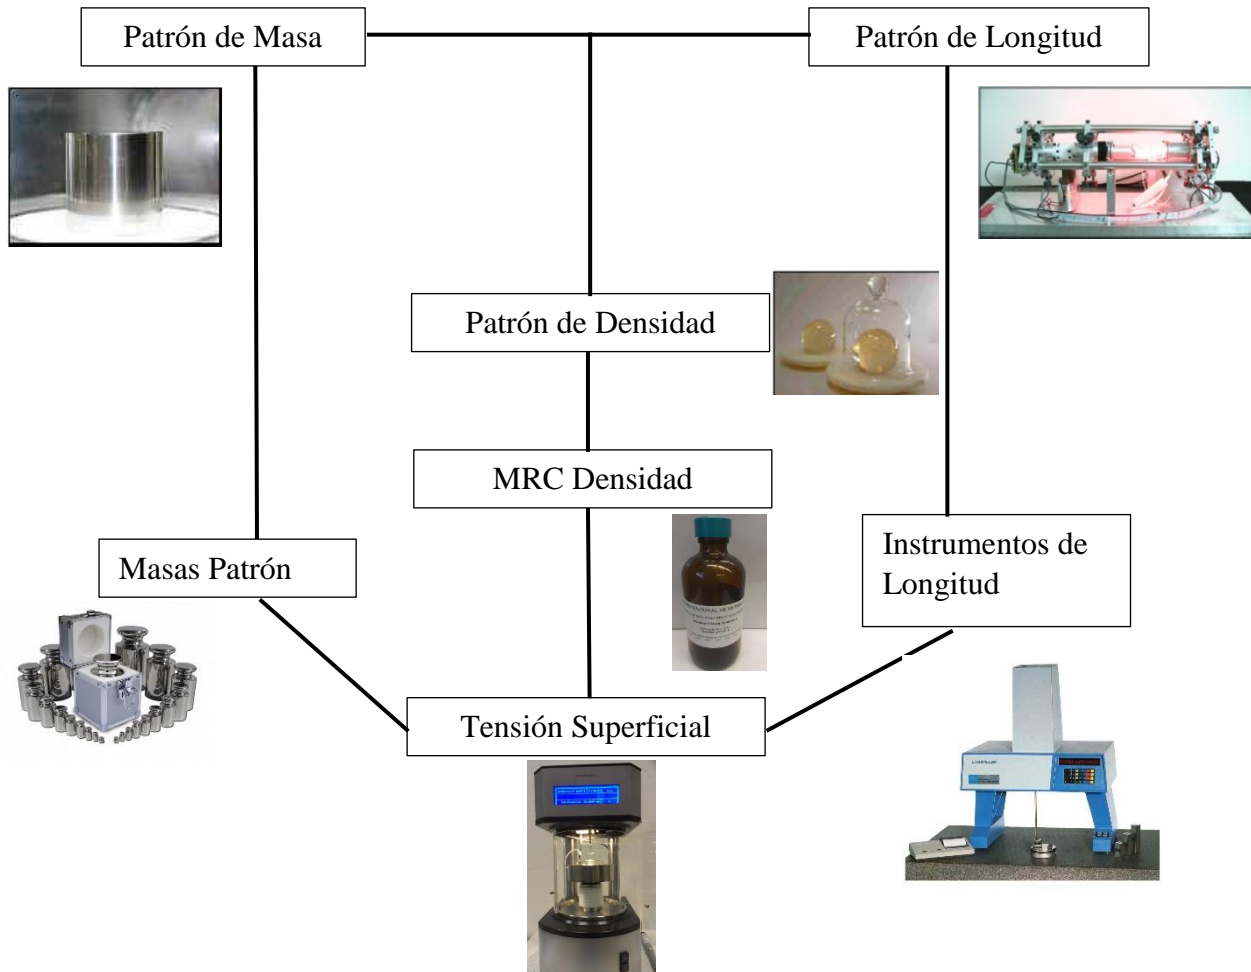 Patrón de Masa
Patrón de Longitud
Patrón de Densidad
MRC Densidad
Masas Patrón
Instrumentos de
Longitud
Tensión Superficial